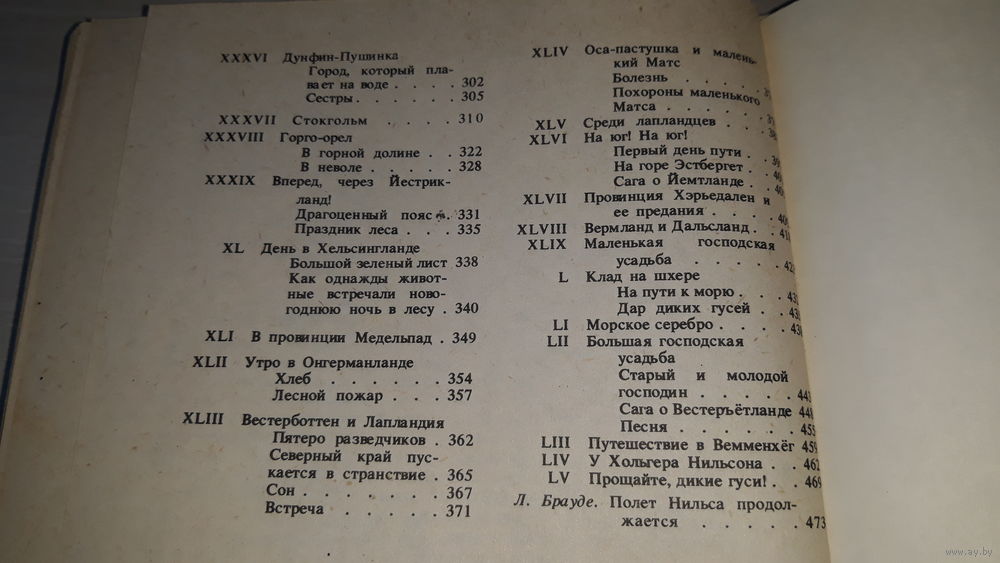 XXXVI Дунфин-Пушинка
Город, который пла-
вает на воде . . . . 302
Сестры . . . . . . 305
XXXVII Стокгольм . . . . 310
XXXVIII Горго-орел
В горной долине . . 322
В неволе . . . . . 328
XXXIX Вперед, через Йестрик-
ланд!
Драгоценный пояс . 331
Праздник леса . . . 335
XL День в Хельсингланде
Большой зеленый лист 338
Как однажды живот-
ные встречали ново-
годнюю ночь в лесу . 340
XLI В провинции Медельпад . 349
XLII Утро в Онгерманланде
Хлеб . . . . . . 354
Лесной пожар . . . 357
XLIII Вестерботтен и Лапландия
Пятеро разведчиков . 362
Северный край пус-
кается в странствие . 365
Сон . . . . . . . 367
Встреча . . . . . 371
XLIV Оса-пастушка и малень-
кий Матс
Болезнь . . . .
Похороны маленького
Матса . . . . . .
XLV Среди лапландцев . . .
XLVI На юг! На юг!
Первый день пути . .
На горе Эстбергет . .
Сага о Йемтланде . .
XLVII Провинция Хэрьедален и
ее предания . . . .
XLVIII Вермланд и Дальсланд . .
XLIX Маленькая господская
усадьба . . . . .
L Клад на шхере
На пути к морю . . .
Дар диких гусей . . .
LI Морское серебро . . . .
LII Большая господская
усадьба
Старый и молодой
господин . . . . .
Сага о Вестеръётланде
Песня . . . . . . 455
LIII Путешествие в Вемменхёг 459
LIV У Хольгера Нильсона . . 462
LV Прощайте, дикие гуси! . . 469
Л. Брауде. Полет Нильса продол-
жается . . . . . 473
www.ay.by